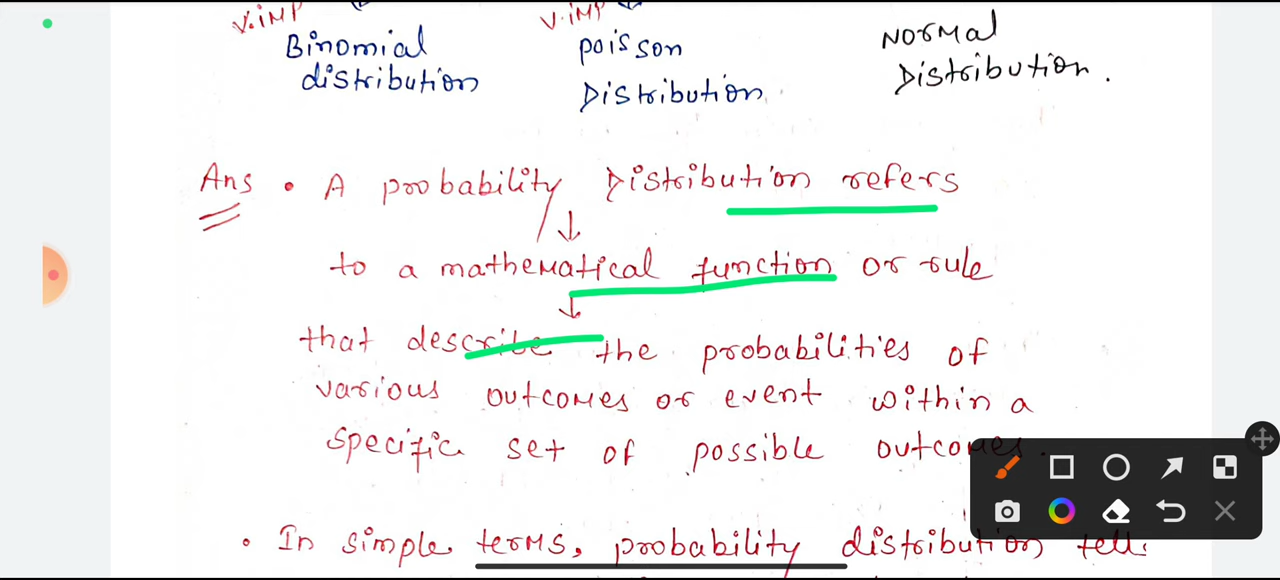 V.IMP V.IMP
Binomial distribution
Poisson Distribution
Normal Distribution.
Ans • A probability Distribution refers
to a mathematical function or rule
that describe the probabilities of
various outcomes or event within a
specific set of possible outcomes.
• In simple terms, probability distribution tell